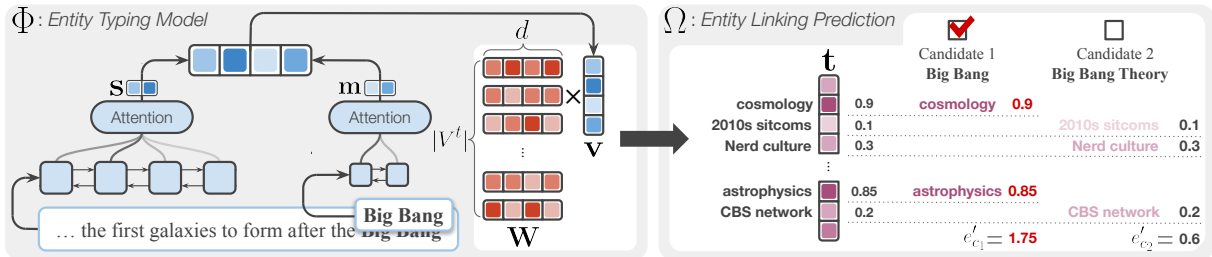 Φ: Entity Typing Model
s
m
Attention
Attention
... the first galaxies to form after the Big Bang
Big Bang
d
|V^t|
×
v
...
W
Ω: Entity Linking Prediction
Candidate 1
Big Bang
Candidate 2
Big Bang Theory
t
cosmology 0.9 cosmology 0.9
2010s sitcoms 0.1 2010s sitcoms 0.1
Nerd culture 0.3 Nerd culture 0.3
...
astrophysics 0.85 astrophysics 0.85
CBS network 0.2 CBS network 0.2
e'_{c_1} = 1.75 e'_{c_2} = 0.6